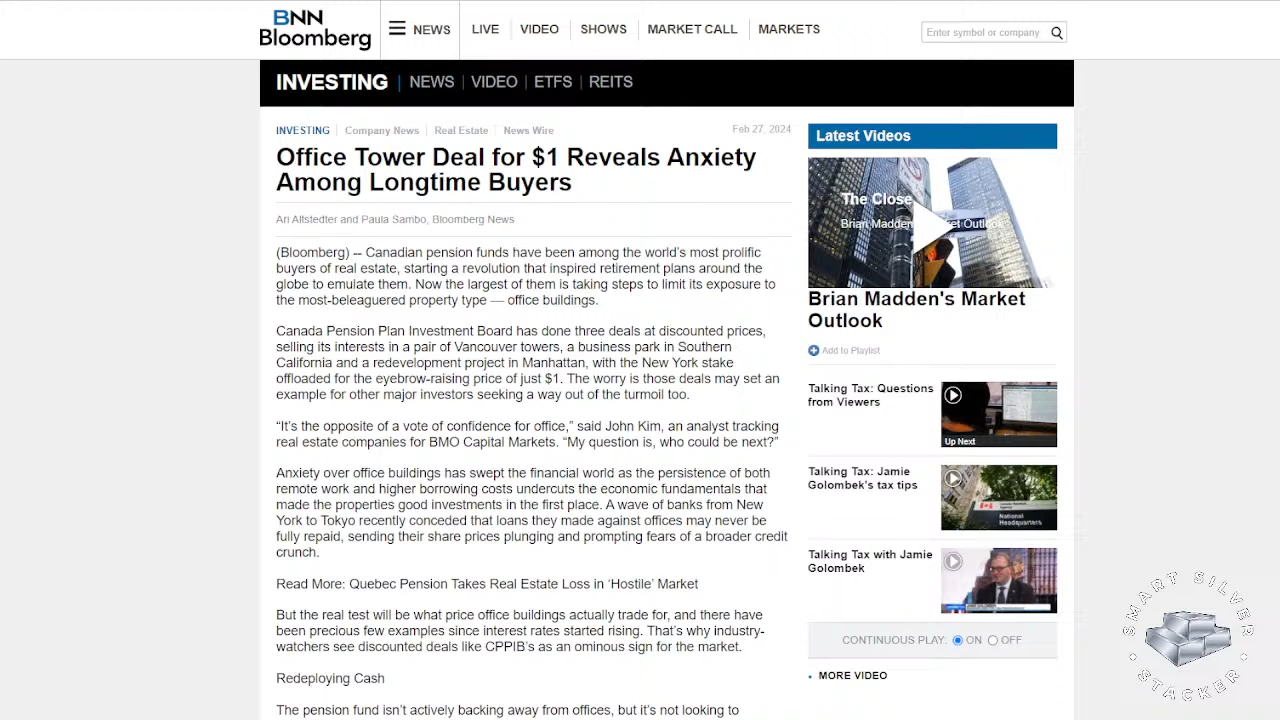 BNN
Bloomberg
NEWS
LIVE
VIDEO
SHOWS
MARKET CALL
MARKETS
Enter symbol or company
INVESTING
NEWS
VIDEO
ETFS
REITS
INVESTING
Company News
Real Estate
News Wire
Feb 27, 2024
Office Tower Deal for $1 Reveals Anxiety
Among Longtime Buyers
Ari Altstedter and Paula Sambo, Bloomberg News
(Bloomberg) -- Canadian pension funds have been among the world's most prolific
buyers of real estate, starting a revolution that inspired retirement plans around the
globe to emulate them. Now the largest of them is taking steps to limit its exposure to
the most-beleaguered property type — office buildings.
Canada Pension Plan Investment Board has done three deals at discounted prices,
selling its interests in a pair of Vancouver towers, a business park in Southern
California and a redevelopment project in Manhattan, with the New York stake
offloaded for the eyebrow-raising price of just $1. The worry is those deals may set an
example for other major investors seeking a way out of the turmoil too.
“It’s the opposite of a vote of confidence for office,” said John Kim, an analyst tracking
real estate companies for BMO Capital Markets. “My question is, who could be next?”
Anxiety over office buildings has swept the financial world as the persistence of both
remote work and higher borrowing costs undercuts the economic fundamentals that
made the properties good investments in the first place. A wave of banks from New
York to Tokyo recently conceded that loans they made against offices may never be
fully repaid, sending their share prices plunging and prompting fears of a broader credit
crunch.
Read More: Quebec Pension Takes Real Estate Loss in ‘Hostile’ Market
But the real test will be what price office buildings actually trade for, and there have
been precious few examples since interest rates started rising. That’s why industry-
watchers see discounted deals like CPPIB’s as an ominous sign for the market.
Redeploying Cash
The pension fund isn’t actively backing away from offices, but it’s not looking to
Latest Videos
The Close
Brian Madden
et Outlook
Brian Madden's Market
Outlook
Add to Playlist
Talking Tax: Questions
from Viewers
Up Next
Talking Tax: Jamie
Golombek's tax tips
National
Headquarters
Talking Tax with Jamie
Golombek
CONTINUOUS PLAY: ON OFF
MORE VIDEO